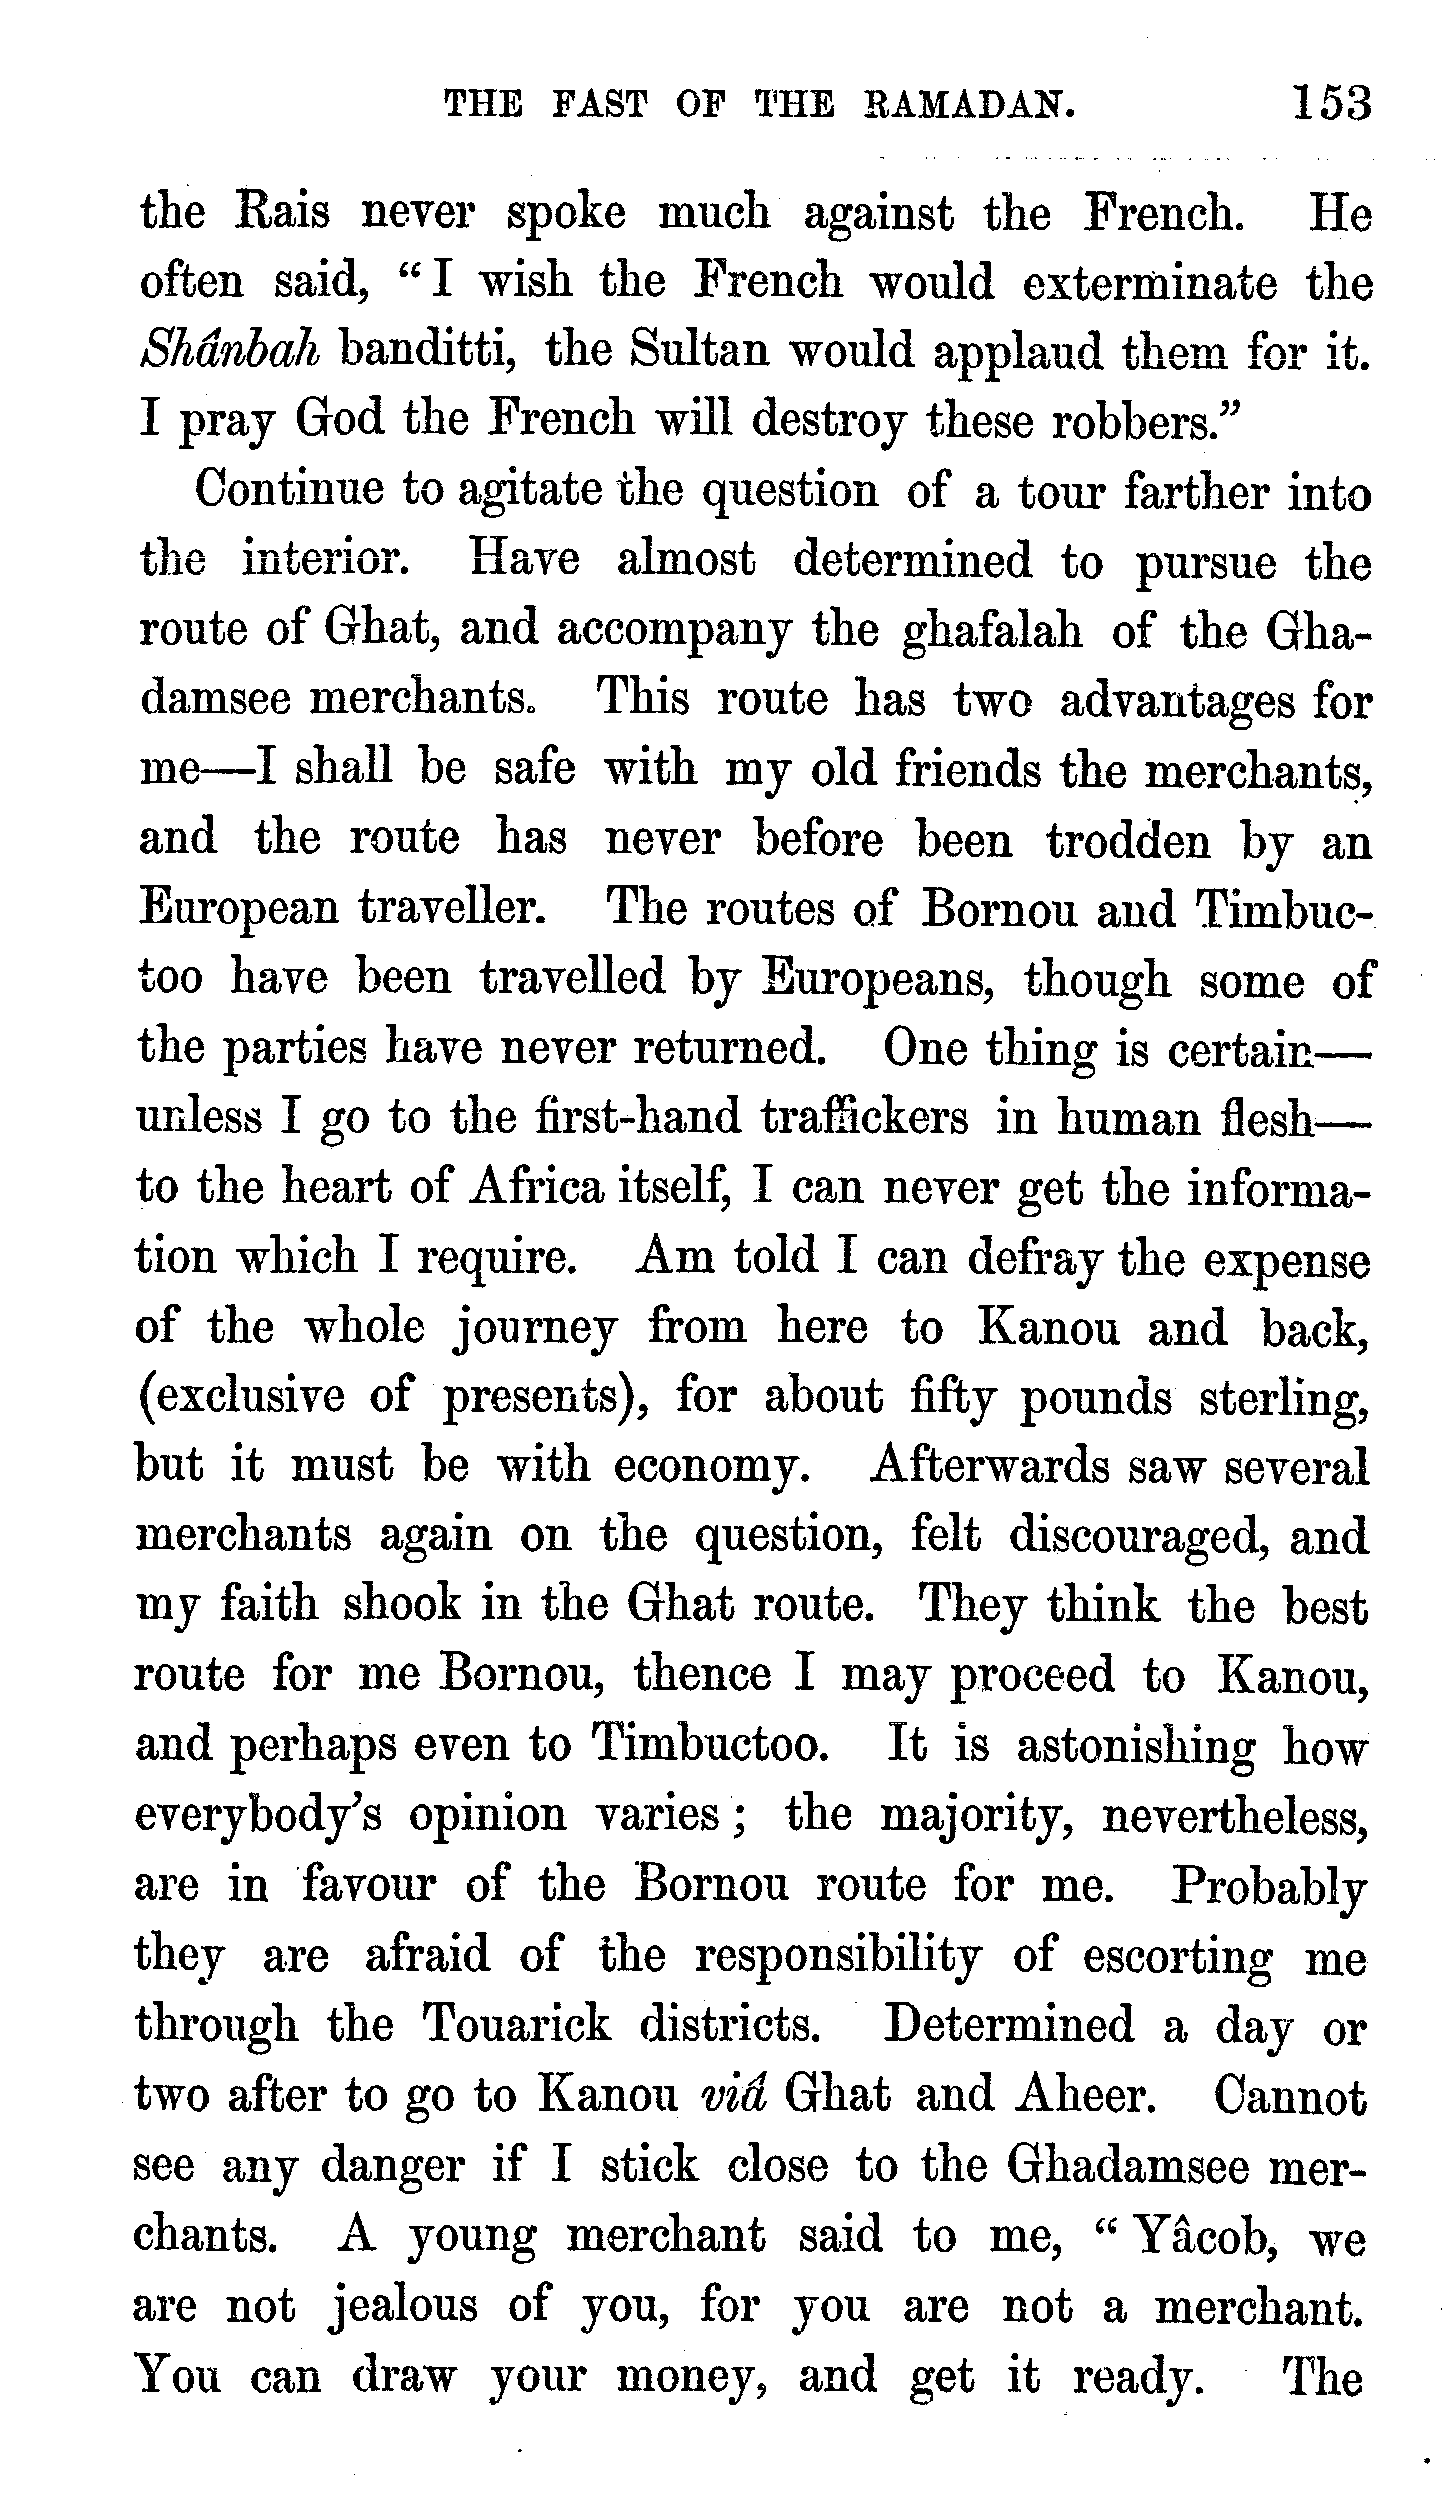 THE FAST OF THE RAMADAN. 153
the Rais never spoke much against the French. He
often said, “I wish the French would exterminate the
Shânbah banditti, the Sultan would applaud them for it.
I pray God the French will destroy these robbers.”
Continue to agitate the question of a tour farther into
the interior. Have almost determined to pursue the
route of Ghat, and accompany the ghafalah of the Gha-
damsee merchants. This route has two advantages for
me—I shall be safe with my old friends the merchants,
and the route has never before been trodden by an
European traveller. The routes of Bornou and Timbuc-
too have been travelled by Europeans, though some of
the parties have never returned. One thing is certain—
unless I go to the first-hand traffickers in human flesh—
to the heart of Africa itself, I can never get the informa-
tion which I require. Am told I can defray the expense
of the whole journey from here to Kanou and back,
(exclusive of presents), for about fifty pounds sterling,
but it must be with economy. Afterwards saw several
merchants again on the question, felt discouraged, and
my faith shook in the Ghat route. They think the best
route for me Bornou, thence I may proceed to Kanou,
and perhaps even to Timbuctoo. It is astonishing how
everybody’s opinion varies; the majority, nevertheless,
are in favour of the Bornou route for me. Probably
they are afraid of the responsibility of escorting me
through the Touarick districts. Determined a day or
two after to go to Kanou viâ Ghat and Aheer. Cannot
see any danger if I stick close to the Ghadamsee mer-
chants. A young merchant said to me, “Yâcob, we
are not jealous of you, for you are not a merchant.
You can draw your money, and get it ready. The